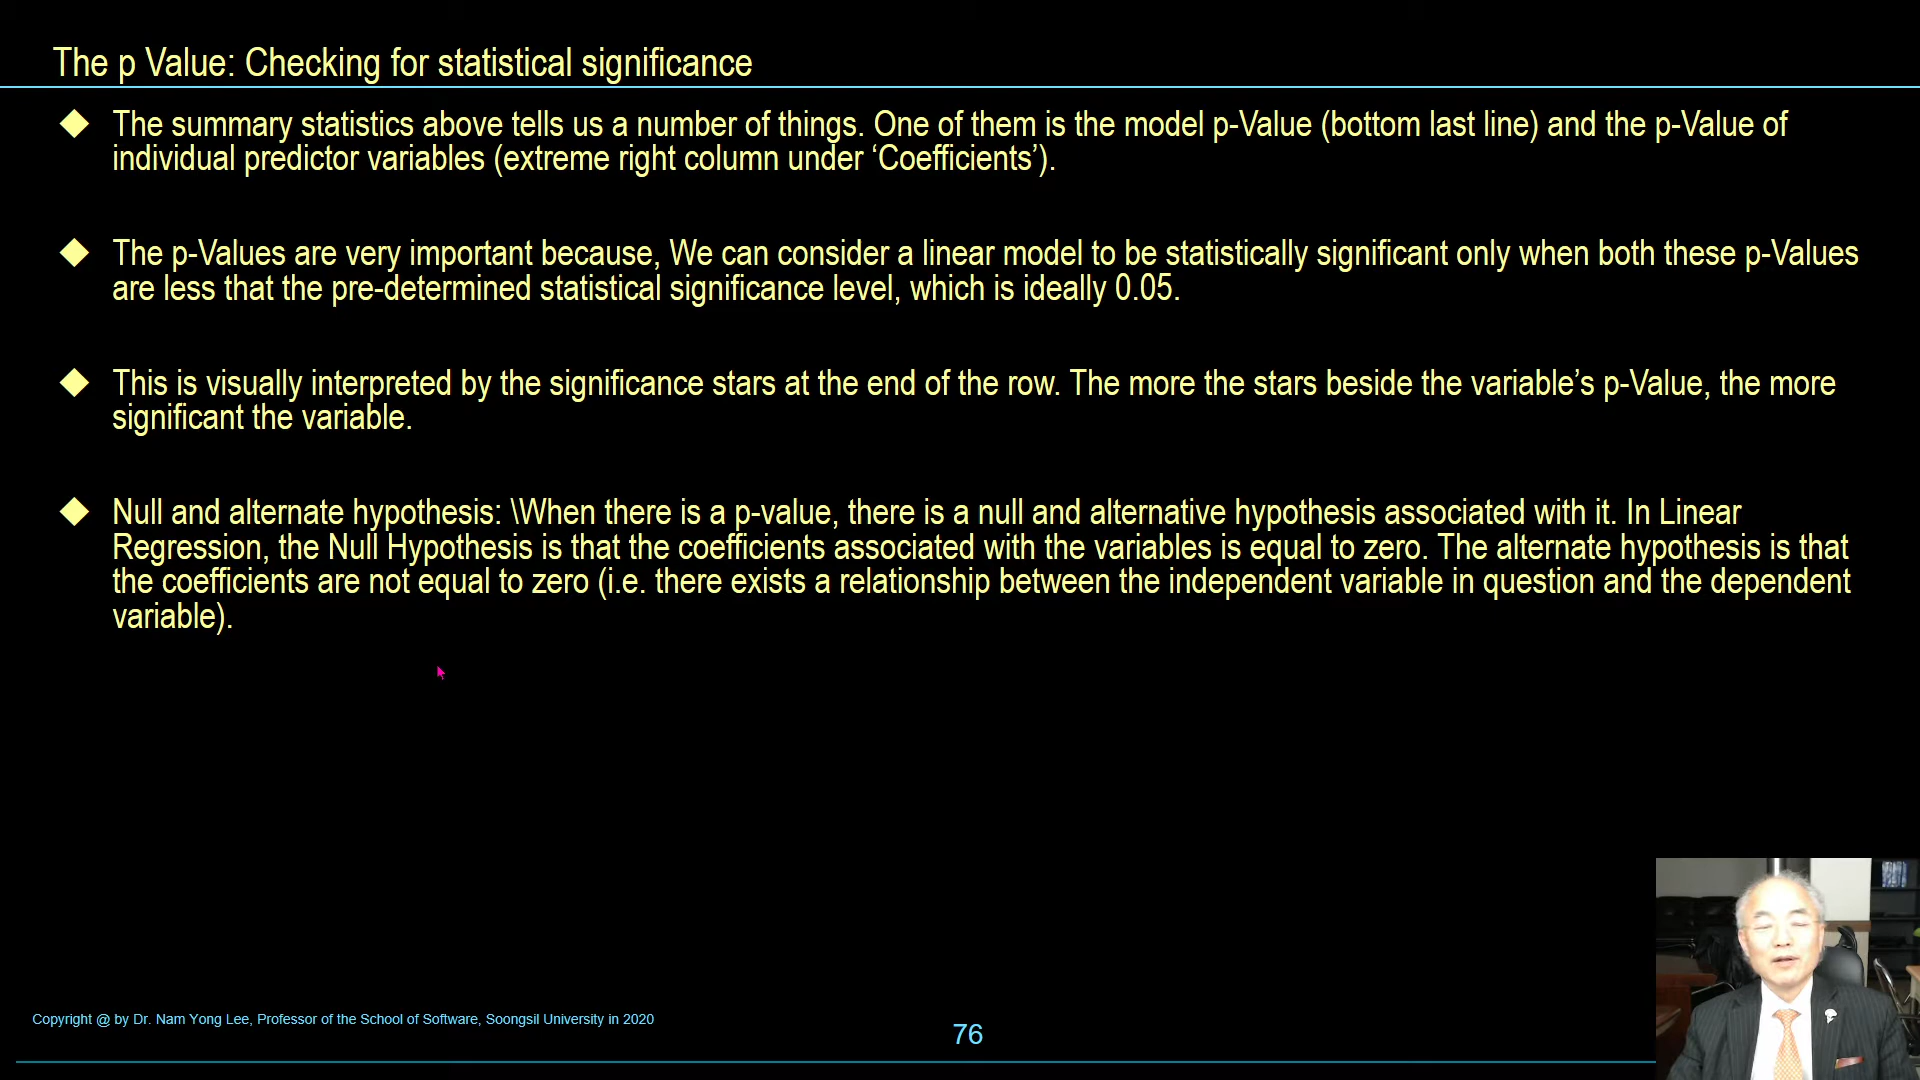 The p Value: Checking for statistical significance
The summary statistics above tells us a number of things. One of them is the model p-Value (bottom last line) and the p-Value of
individual predictor variables (extreme right column under ‘Coefficients’).
The p-Values are very important because, We can consider a linear model to be statistically significant only when both these p-Values
are less that the pre-determined statistical significance level, which is ideally 0.05.
This is visually interpreted by the significance stars at the end of the row. The more the stars beside the variable’s p-Value, the more
significant the variable.
Null and alternate hypothesis: \When there is a p-value, there is a null and alternative hypothesis associated with it. In Linear
Regression, the Null Hypothesis is that the coefficients associated with the variables is equal to zero. The alternate hypothesis is that
the coefficients are not equal to zero (i.e. there exists a relationship between the independent variable in question and the dependent
variable).
Copyright @ by Dr. Nam Yong Lee, Professor of the School of Software, Soongsil University in 2020
76